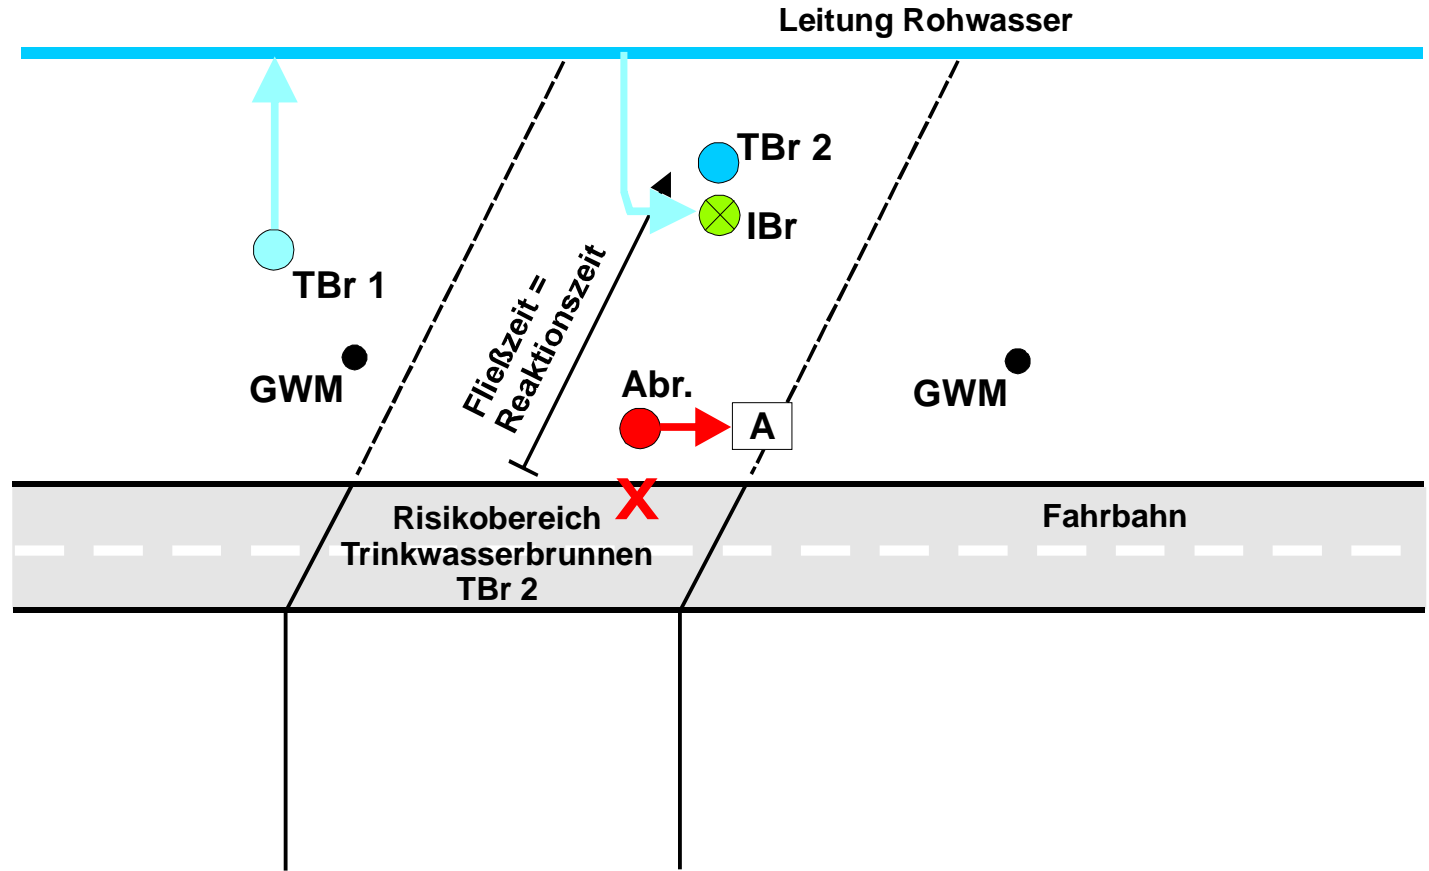 Leitung Rohwasser
TBr 2
IBr
TBr 1
Fließzeit =
Reaktionszeit
GWM
Abr.
A
GWM
X
Risikobereich
Trinkwasserbrunnen
TBr 2
Fahrbahn